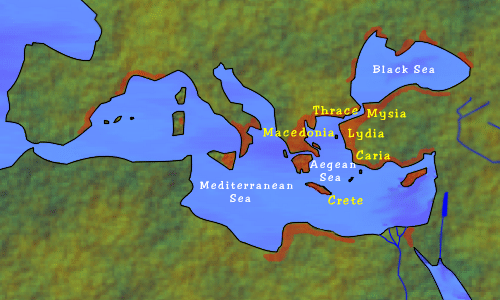 Black Sea
Thrace
Mysia
Macedonia
Lydia
Caria
Aegean
Sea
Mediterranean
Sea
Crete